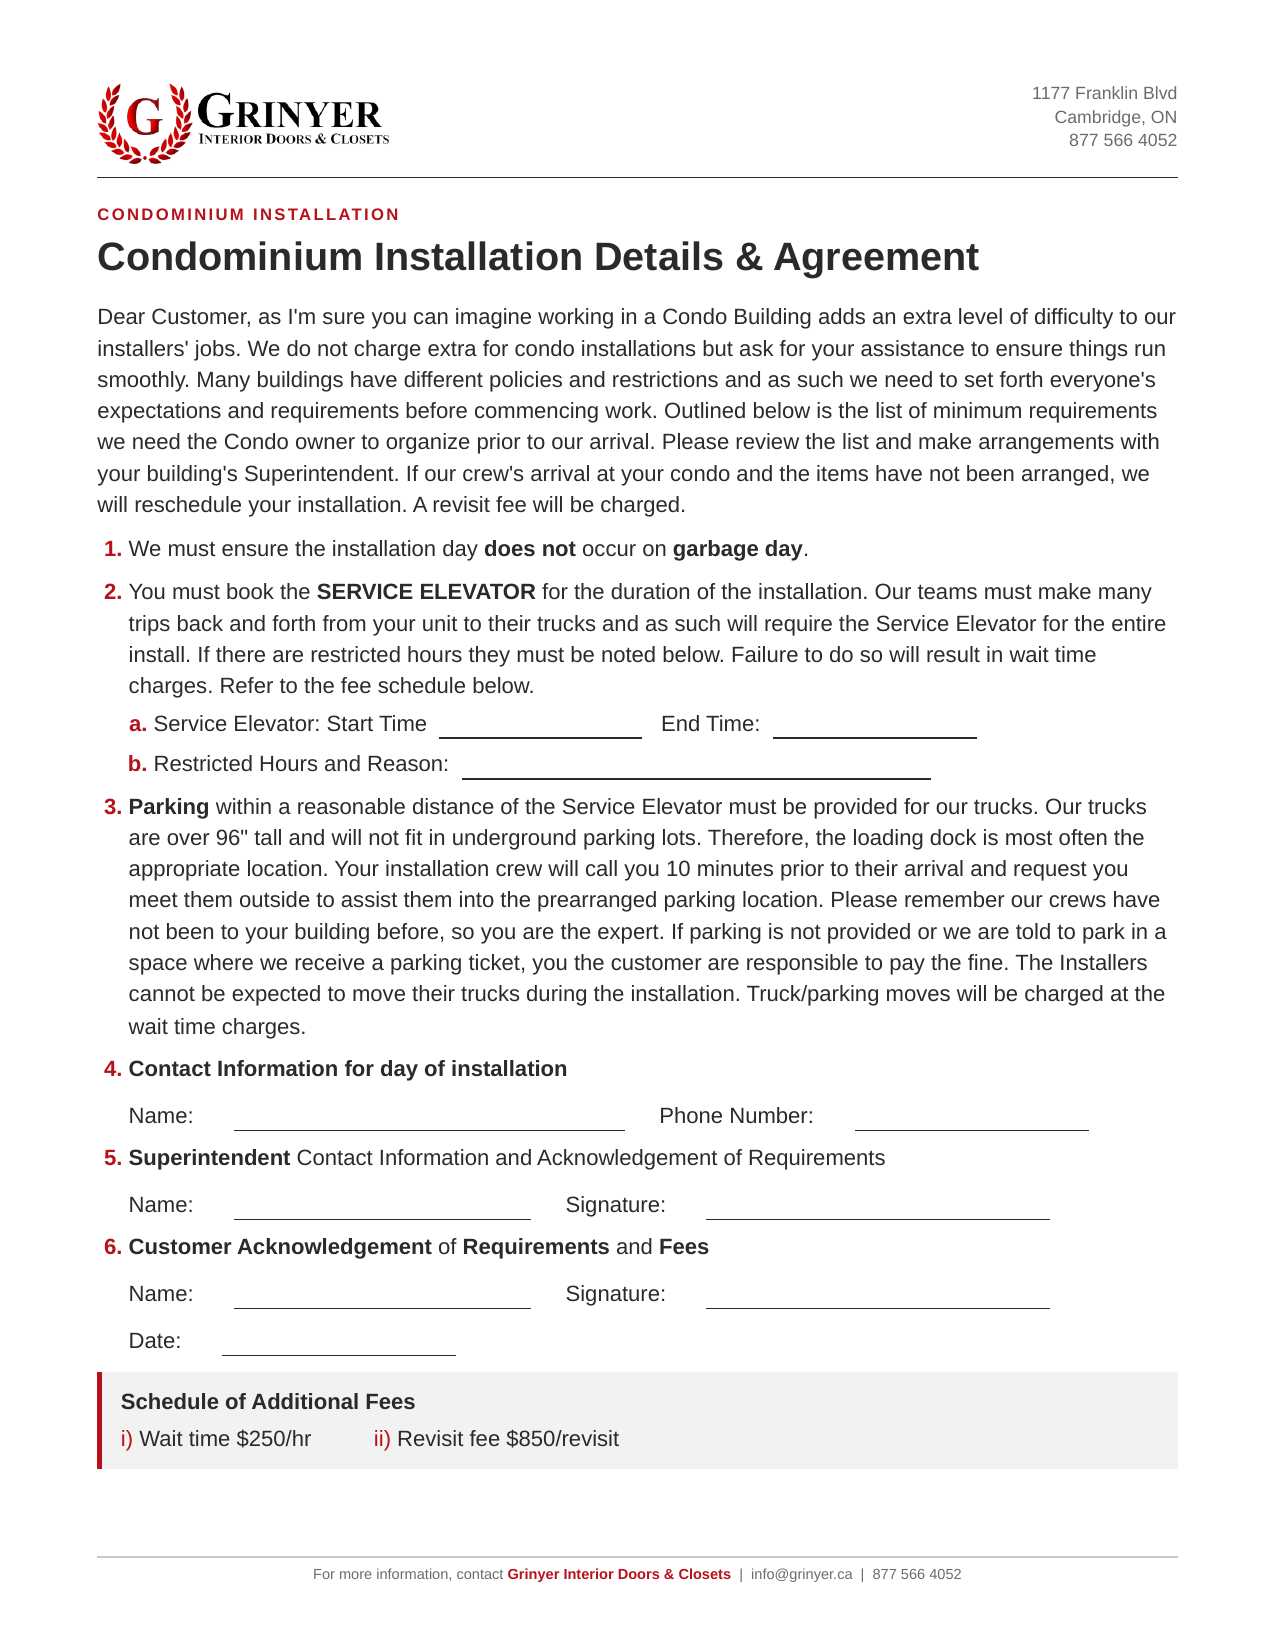 G GRINYER
INTERIOR DOORS & CLOSETS
1177 Franklin Blvd
Cambridge, ON
877 566 4052
CONDOMINIUM INSTALLATION
Condominium Installation Details & Agreement
Dear Customer, as I'm sure you can imagine working in a Condo Building adds an extra level of difficulty to our
installers' jobs. We do not charge extra for condo installations but ask for your assistance to ensure things run
smoothly. Many buildings have different policies and restrictions and as such we need to set forth everyone's
expectations and requirements before commencing work. Outlined below is the list of minimum requirements
we need the Condo owner to organize prior to our arrival. Please review the list and make arrangements with
your building's Superintendent. If our crew's arrival at your condo and the items have not been arranged, we
will reschedule your installation. A revisit fee will be charged.
1. We must ensure the installation day does not occur on garbage day.
2. You must book the SERVICE ELEVATOR for the duration of the installation. Our teams must make many
trips back and forth from your unit to their trucks and as such will require the Service Elevator for the entire
install. If there are restricted hours they must be noted below. Failure to do so will result in wait time
charges. Refer to the fee schedule below.
a. Service Elevator: Start Time End Time:
b. Restricted Hours and Reason:
3. Parking within a reasonable distance of the Service Elevator must be provided for our trucks. Our trucks
are over 96" tall and will not fit in underground parking lots. Therefore, the loading dock is most often the
appropriate location. Your installation crew will call you 10 minutes prior to their arrival and request you
meet them outside to assist them into the prearranged parking location. Please remember our crews have
not been to your building before, so you are the expert. If parking is not provided or we are told to park in a
space where we receive a parking ticket, you the customer are responsible to pay the fine. The Installers
cannot be expected to move their trucks during the installation. Truck/parking moves will be charged at the
wait time charges.
4. Contact Information for day of installation
Name: Phone Number:
5. Superintendent Contact Information and Acknowledgement of Requirements
Name: Signature:
6. Customer Acknowledgement of Requirements and Fees
Name: Signature:
Date:
Schedule of Additional Fees
i) Wait time $250/hr ii) Revisit fee $850/revisit
For more information, contact Grinyer Interior Doors & Closets | info@grinyer.ca | 877 566 4052